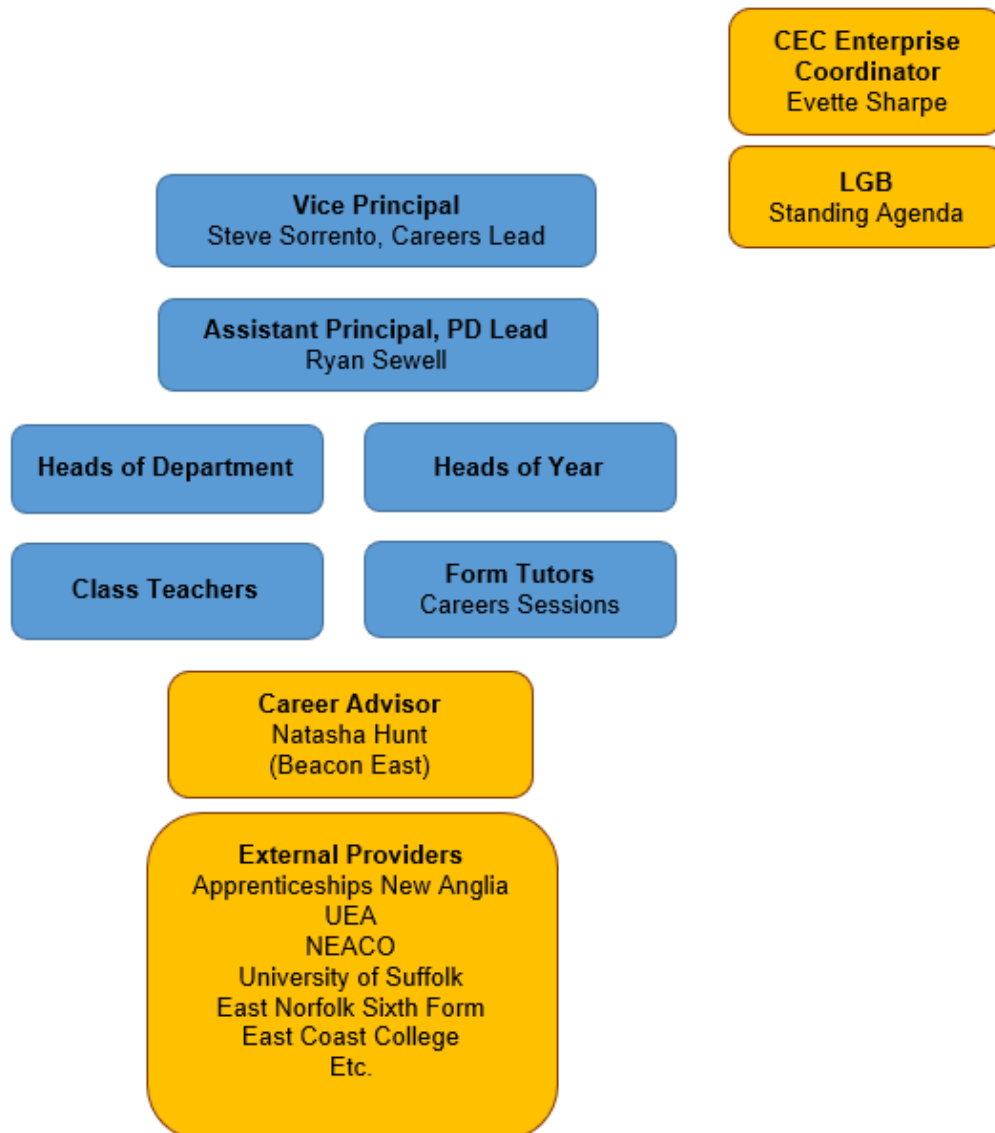 CEC Enterprise
Coordinator
Evette Sharpe
LGB
Standing Agenda
Vice Principal
Steve Sorrento, Careers Lead
Assistant Principal, PD Lead
Ryan Sewell
Heads of Department
Heads of Year
Class Teachers
Form Tutors
Careers Sessions
Career Advisor
Natasha Hunt
(Beacon East)
External Providers
Apprenticeships New Anglia
UEA
NEACO
University of Suffolk
East Norfolk Sixth Form
East Coast College
Etc.